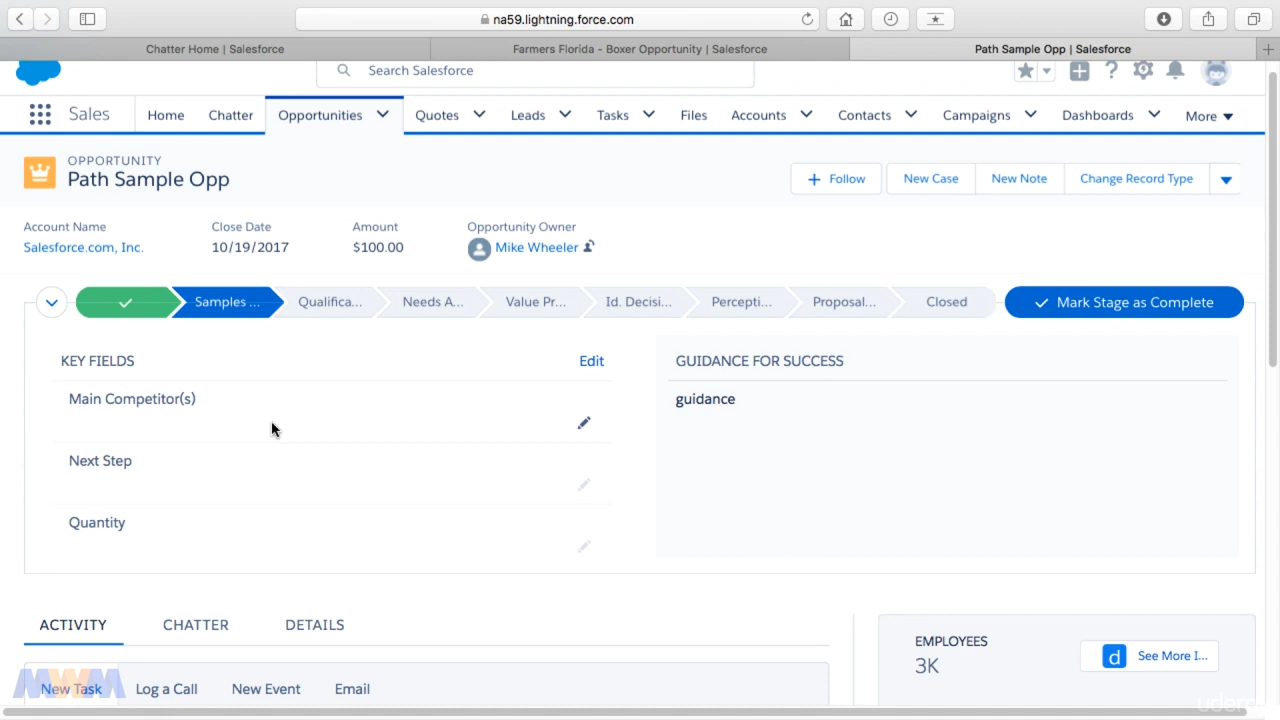 na59.lightning.force.com
Chatter Home | Salesforce
Farmers Florida - Boxer Opportunity | Salesforce
Path Sample Opp | Salesforce
Search Salesforce
Sales
Home
Chatter
Opportunities
Quotes
Leads
Tasks
Files
Accounts
Contacts
Campaigns
Dashboards
More
OPPORTUNITY
Path Sample Opp
Follow
New Case
New Note
Change Record Type
Account Name
Close Date
Amount
Opportunity Owner
Salesforce.com, Inc.
10/19/2017
$100.00
Mike Wheeler
Samples ...
Qualifica...
Needs A...
Value Pr...
Id. Decisi...
Percepti...
Proposal...
Closed
Mark Stage as Complete
KEY FIELDS
Edit
GUIDANCE FOR SUCCESS
Main Competitor(s)
guidance
Next Step
Quantity
ACTIVITY
CHATTER
DETAILS
EMPLOYEES
3K
d
See More I...
MWM
New Task
Log a Call
New Event
Email